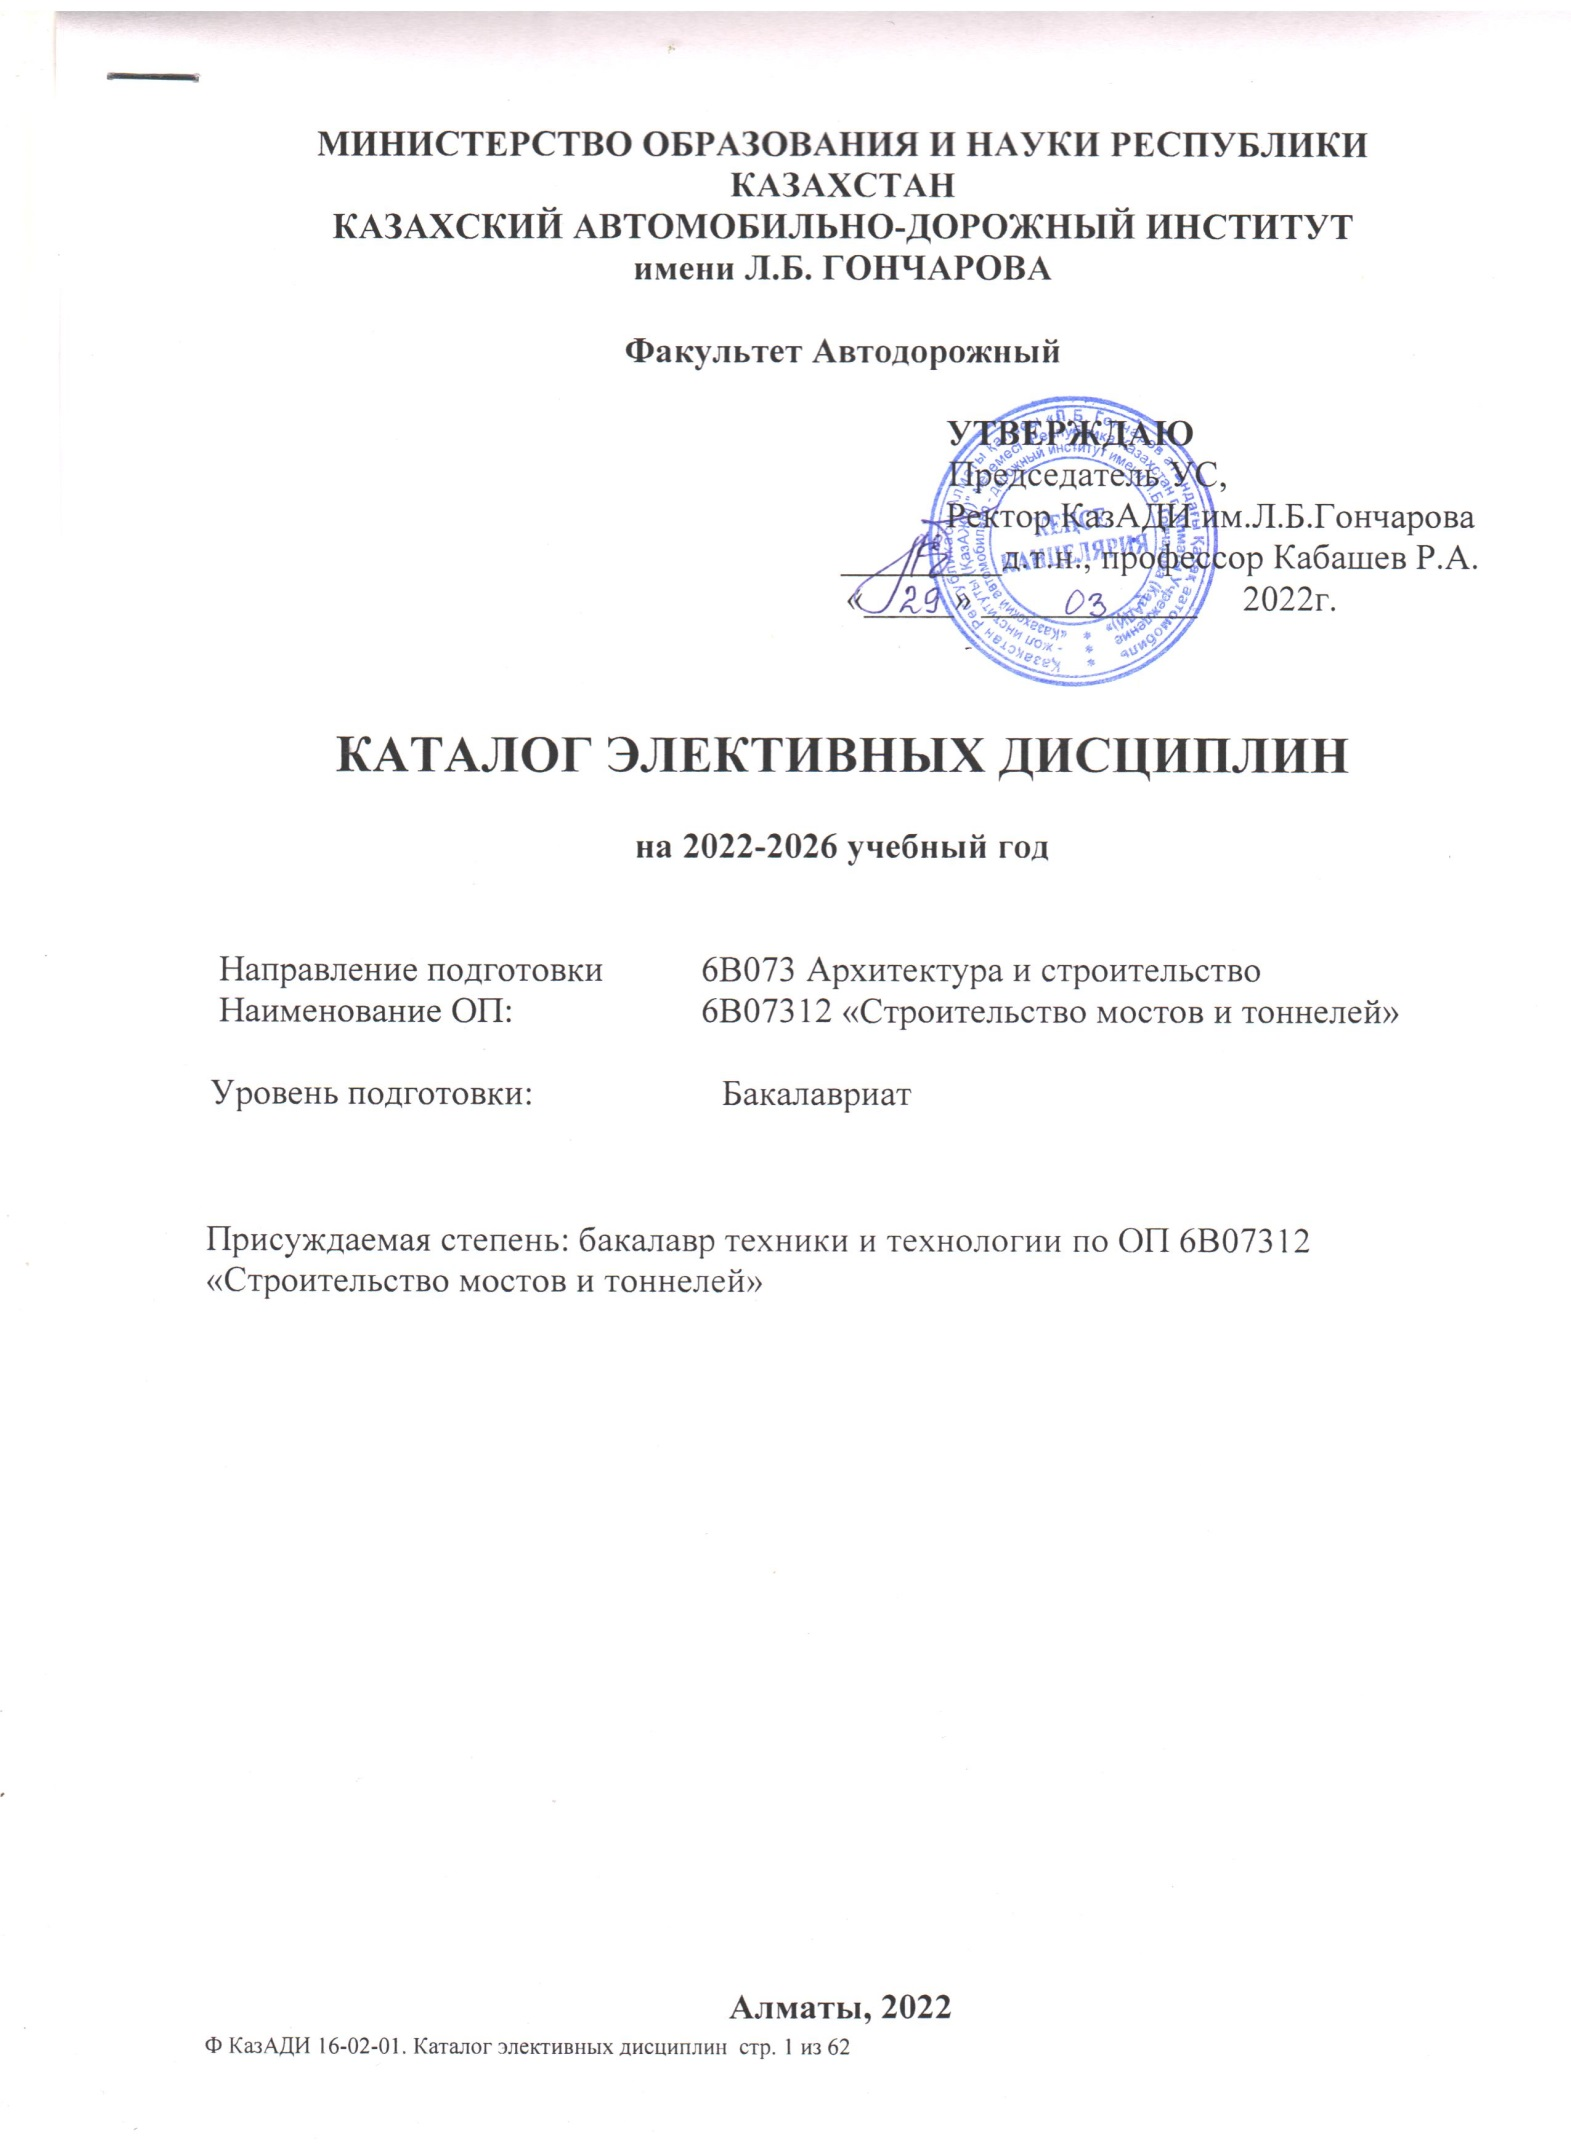 МИНИСТЕРСТВО ОБРАЗОВАНИЯ И НАУКИ РЕСПУБЛИКИ
КАЗАХСТАН
КАЗАХСКИЙ АВТОМОБИЛЬНО-ДОРОЖНЫЙ ИНСТИТУТ
имени Л.Б. ГОНЧАРОВА
Факультет Автодорожный
УТВЕРЖДАЮ
Председатель УС,
Ректор КазАДИ им.Л.Б.Гончарова
д.т.н., профессор Кабашев Р.А.
«29» 03 2022г.
КЕҢСЕ
КАНЦЕЛЯРИЯ
КАТАЛОГ ЭЛЕКТИВНЫХ ДИСЦИПЛИН
на 2022-2026 учебный год
Направление подготовки 6В073 Архитектура и строительство
Наименование ОП: 6В07312 «Строительство мостов и тоннелей»
Уровень подготовки: Бакалавриат
Присуждаемая степень: бакалавр техники и технологии по ОП 6В07312
«Строительство мостов и тоннелей»
Алматы, 2022
Ф КазАДИ 16-02-01. Каталог элективных дисциплин стр. 1 из 62